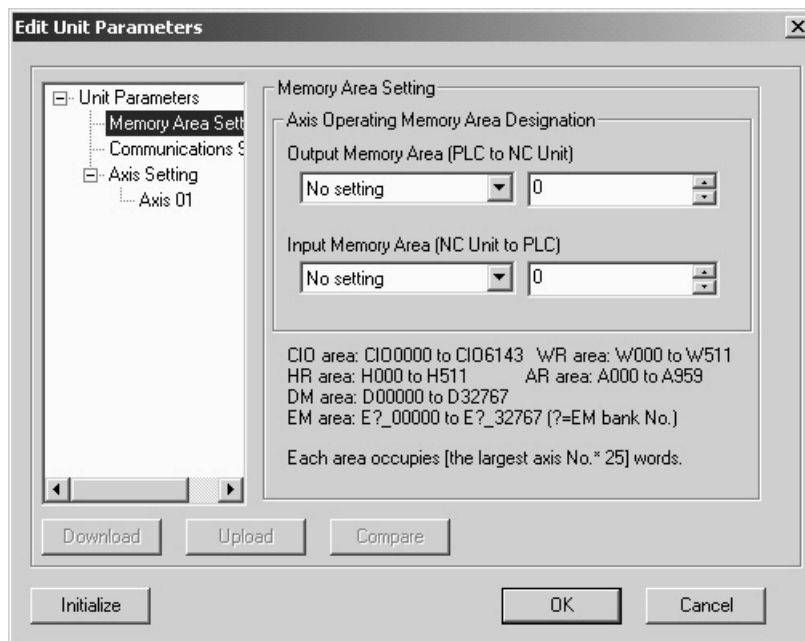 Edit Unit Parameters
Unit Parameters
Memory Area Sett
Communications S
Axis Setting
Axis 01
Memory Area Setting
Axis Operating Memory Area Designation
Output Memory Area (PLC to NC Unit)
No setting 0
Input Memory Area (NC Unit to PLC)
No setting 0
CIO area: CIO0000 to CIO6143 WR area: W000 to W511
HR area: H000 to H511 AR area: A000 to A959
DM area: D00000 to D32767
EM area: E?_00000 to E?_32767 (?=EM bank No.)
Each area occupies [the largest axis No.* 25] words.
Download Upload Compare
Initialize OK Cancel